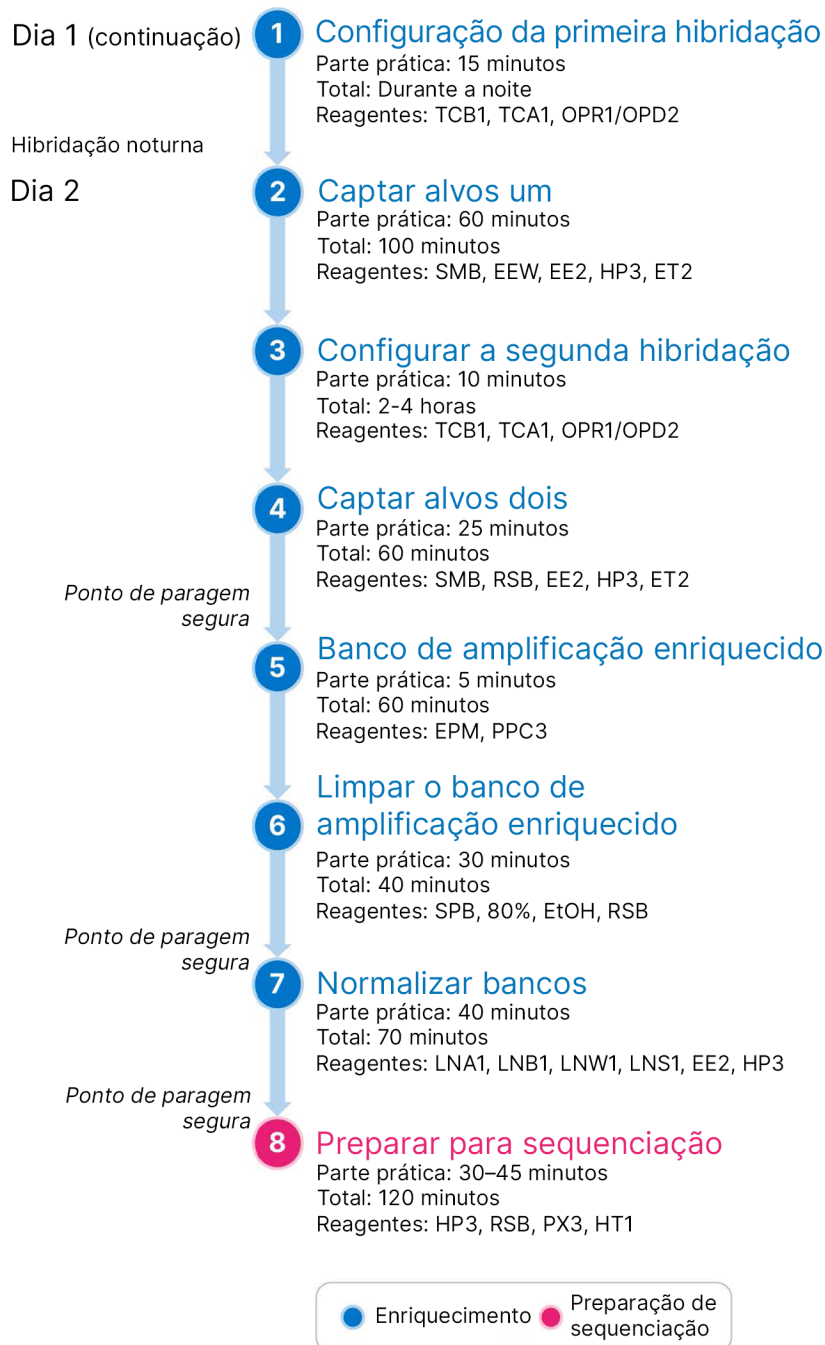 Dia 1 (continuação)
1
Configuração da primeira hibridação
Parte prática: 15 minutos
Total: Durante a noite
Reagentes: TCB1, TCA1, OPR1/OPD2
Hibridação noturna
Dia 2
2
Captar alvos um
Parte prática: 60 minutos
Total: 100 minutos
Reagentes: SMB, EEW, EE2, HP3, ET2
3
Configurar a segunda hibridação
Parte prática: 10 minutos
Total: 2-4 horas
Reagentes: TCB1, TCA1, OPR1/OPD2
4
Captar alvos dois
Parte prática: 25 minutos
Total: 60 minutos
Reagentes: SMB, RSB, EE2, HP3, ET2
Ponto de paragem
segura
5
Banco de amplificação enriquecido
Parte prática: 5 minutos
Total: 60 minutos
Reagentes: EPM, PPC3
6
Limpar o banco de
amplificação enriquecido
Parte prática: 30 minutos
Total: 40 minutos
Reagentes: SPB, 80%, EtOH, RSB
Ponto de paragem
segura
7
Normalizar bancos
Parte prática: 40 minutos
Total: 70 minutos
Reagentes: LNA1, LNB1, LNW1, LNS1, EE2, HP3
Ponto de paragem
segura
8
Preparar para sequenciação
Parte prática: 30–45 minutos
Total: 120 minutos
Reagentes: HP3, RSB, PX3, HT1
Enriquecimento
Preparação de
sequenciação